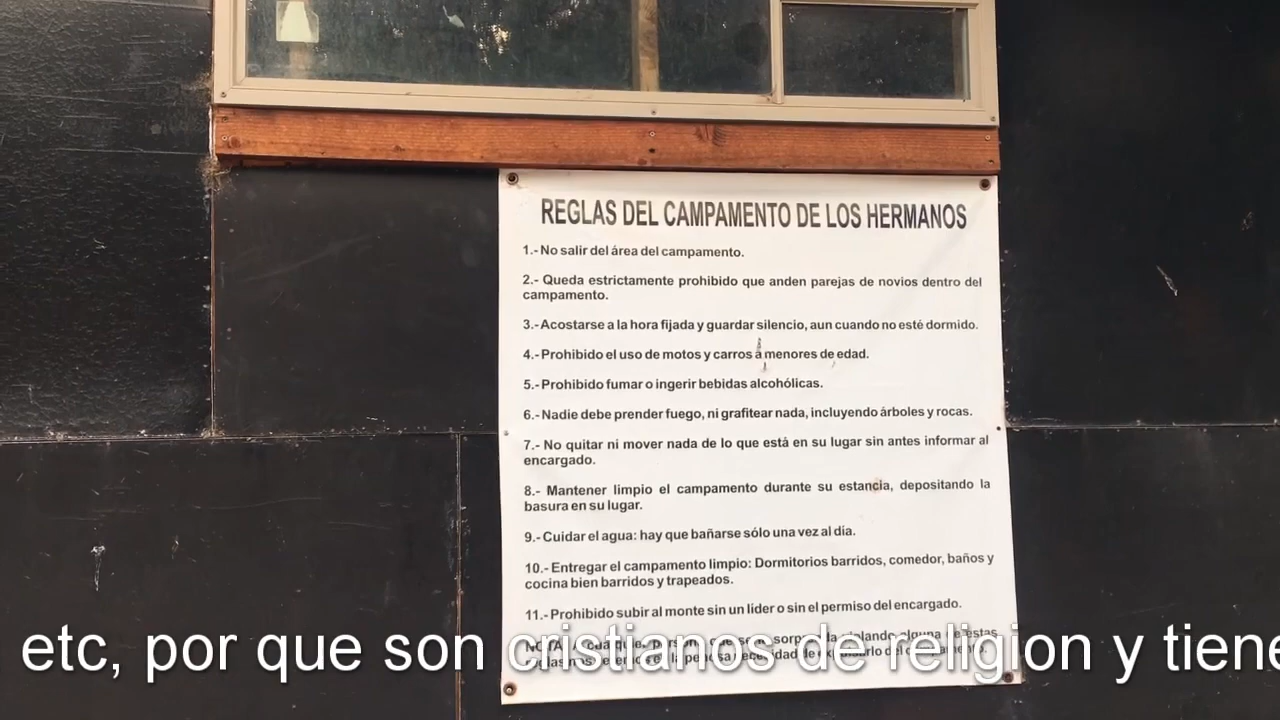 REGLAS DEL CAMPAMENTO DE LOS HERMANOS
1.- No salir del área del campamento.
2.- Queda estrictamente prohibido que anden parejas de novios dentro del
campamento.
3.- Acostarse a la hora fijada y guardar silencio, aun cuando no esté dormido.
4.- Prohibido el uso de motos y carros a menores de edad.
5.- Prohibido fumar o ingerir bebidas alcohólicas.
6.- Nadie debe prender fuego, ni grafitear nada, incluyendo árboles y rocas.
7.- No quitar ni mover nada de lo que está en su lugar sin antes informar al
encargado.
8.- Mantener limpio el campamento durante su estancia, depositando la
basura en su lugar.
9.- Cuidar el agua: hay que bañarse sólo una vez al día.
10.- Entregar el campamento limpio: Dormitorios barridos, comedor, baños y
cocina bien barridos y trapeados.
11.- Prohibido subir al monte sin un líder o sin el permiso del encargado.
alguna de estas
etc, por que son cristianos de religion y tiene